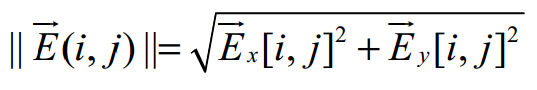 || E⃗(i, j) ||= √(E⃗ₓ[i, j]² + E⃗ᵧ[i, j]²)